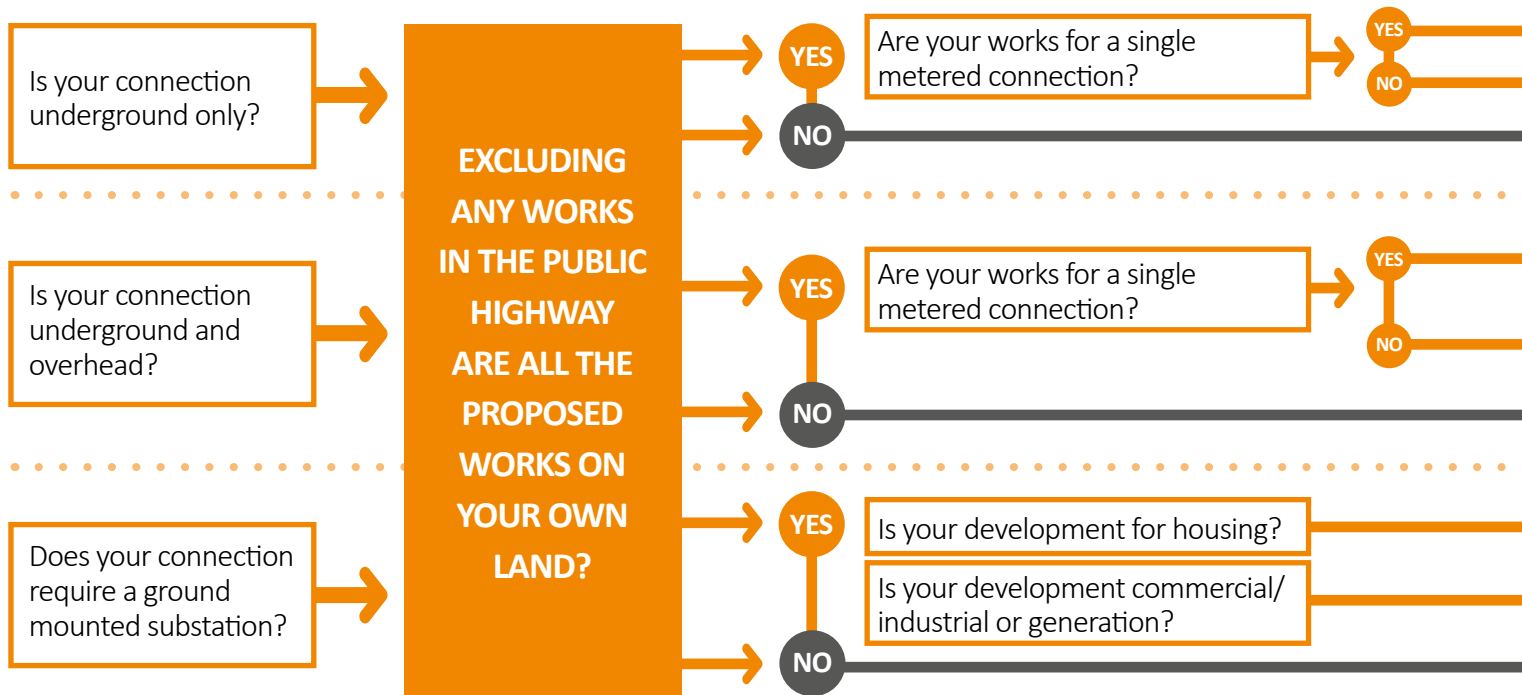 Is your connection
underground only?
Is your connection
underground and
overhead?
Does your connection
require a ground
mounted substation?
EXCLUDING
ANY WORKS
IN THE PUBLIC
HIGHWAY
ARE ALL THE
PROPOSED
WORKS ON
YOUR OWN
LAND?
YES
NO
Are your works for a single
metered connection?
YES
NO
YES
NO
Are your works for a single
metered connection?
YES
NO
YES
NO
Is your development for housing?
Is your development commercial/
industrial or generation?